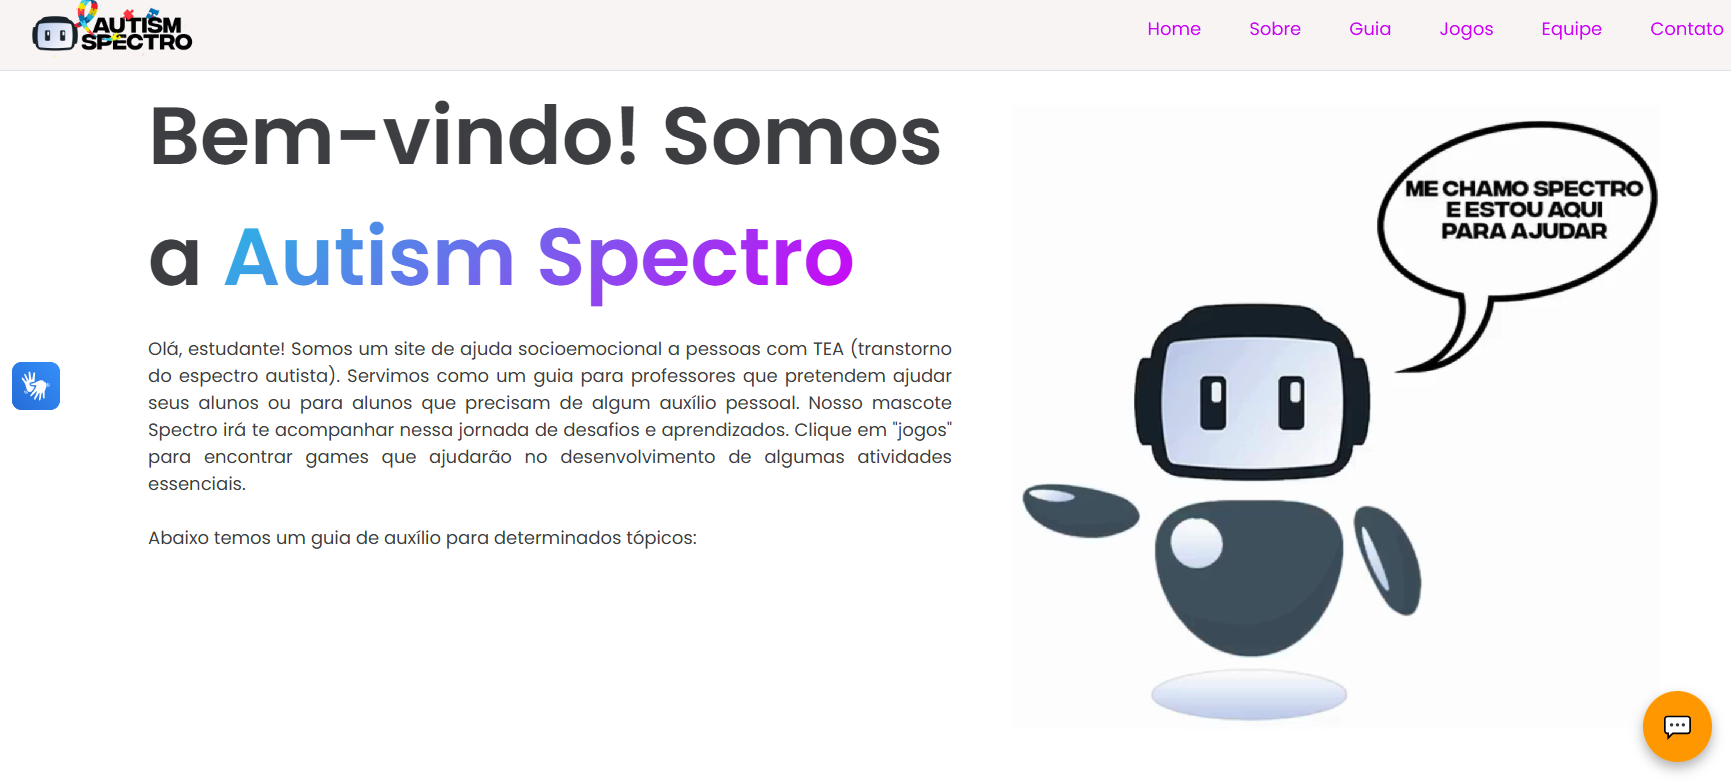 AUTISM
SPECTRO
Home Sobre Guia Jogos Equipe Contato
Bem-vindo! Somos
a Autism Spectro
Olá, estudante! Somos um site de ajuda socioemocional a pessoas com TEA (transtorno
do espectro autista). Servimos como um guia para professores que pretendem ajudar
seus alunos ou para alunos que precisam de algum auxílio pessoal. Nosso mascote
Spectro irá te acompanhar nessa jornada de desafios e aprendizados. Clique em "jogos"
para encontrar games que ajudarão no desenvolvimento de algumas atividades
essenciais.
Abaixo temos um guia de auxílio para determinados tópicos:
ME CHAMO SPECTRO
E ESTOU AQUI
PARA AJUDAR